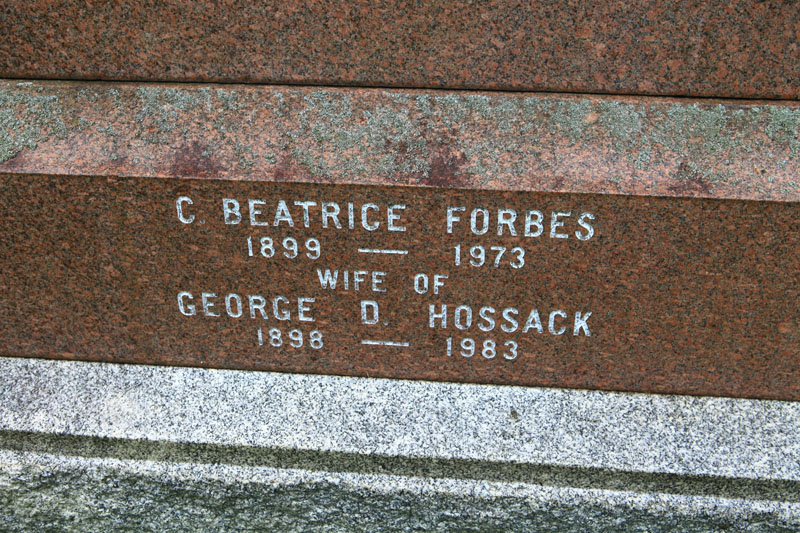 C. BEATRICE FORBES
1899 — 1973
WIFE OF
GEORGE D. HOSSACK
1898 — 1983